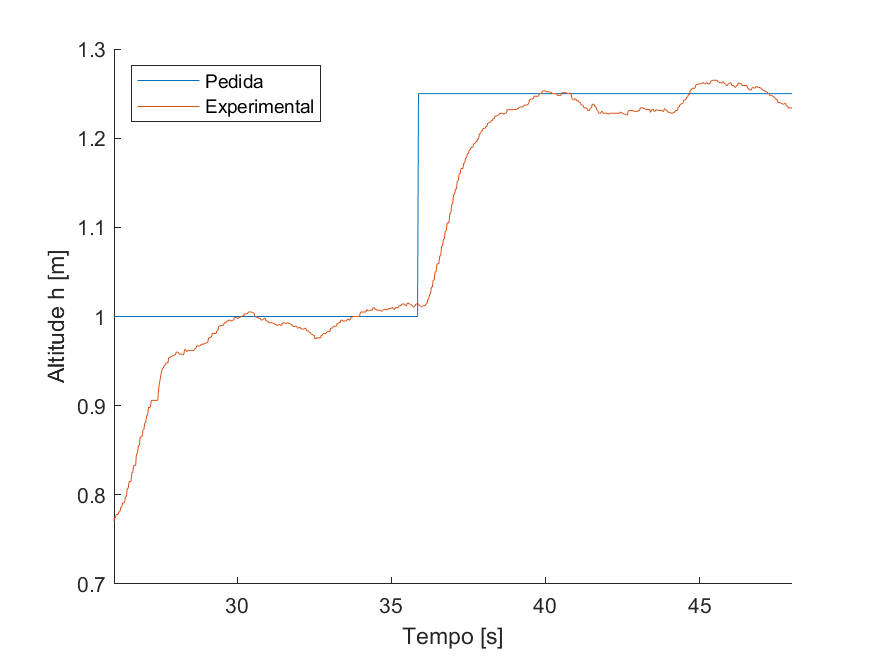 1.3
1.2
1.1
1
0.9
0.8
0.7
Altitude h [m]
Pedida
Experimental
30 35 40 45
Tempo [s]